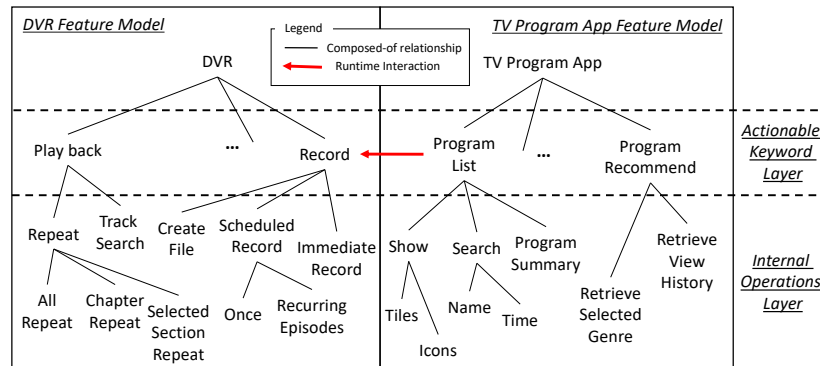 DVR Feature Model
Legend
Composed-of relationship
Runtime Interaction
TV Program App Feature Model
DVR
TV Program App
Play back
...
Record
Program
List
...
Program
Recommend
Actionable
Keyword
Layer
Repeat
Track
Search
Create
File
Scheduled
Record
Immediate
Record
Show
Search
Program
Summary
Retrieve
View
History
All
Repeat
Chapter
Repeat
Selected
Section
Repeat
Once
Recurring
Episodes
Tiles
Icons
Name
Time
Retrieve
Selected
Genre
Internal
Operations
Layer